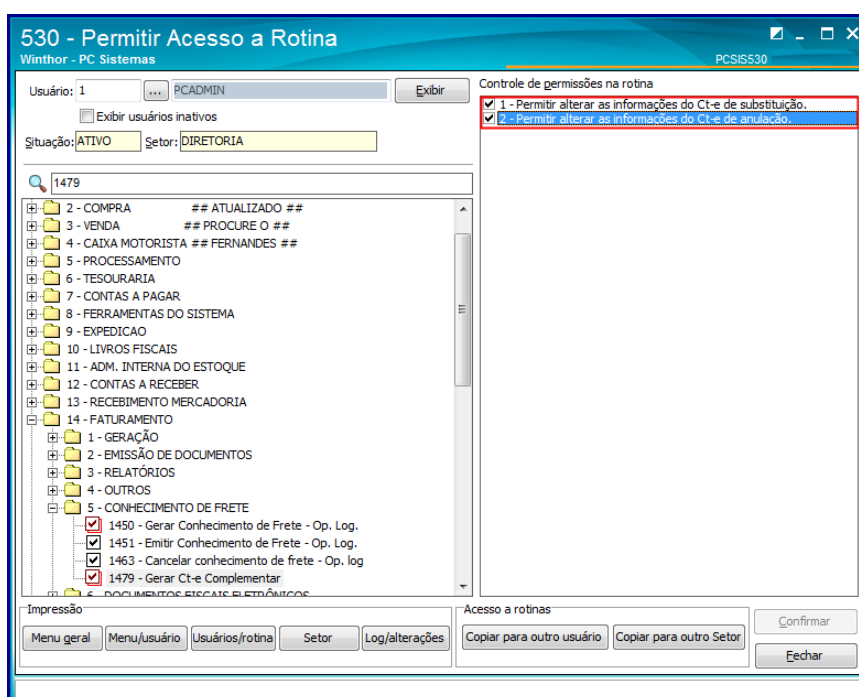 530 - Permitir Acesso a Rotina
Winthor - PC Sistemas
PCSIS530
Usuário: 1 ... PCADMIN Exibir
Exibir usuários inativos
Situação: ATIVO Setor: DIRETORIA
1479
2 - COMPRA ## ATUALIZADO ##
3 - VENDA ## PROCURE O ##
4 - CAIXA MOTORISTA ## FERNANDES ##
5 - PROCESSAMENTO
6 - TESOURARIA
7 - CONTAS A PAGAR
8 - FERRAMENTAS DO SISTEMA
9 - EXPEDICAO
10 - LIVROS FISCAIS
11 - ADM. INTERNA DO ESTOQUE
12 - CONTAS A RECEBER
13 - RECEBIMENTO MERCADORIA
14 - FATURAMENTO
1 - GERAÇÃO
2 - EMISSÃO DE DOCUMENTOS
3 - RELATÓRIOS
4 - OUTROS
5 - CONHECIMENTO DE FRETE
1450 - Gerar Conhecimento de Frete - Op. Log.
1451 - Emitir Conhecimento de Frete - Op. Log.
1463 - Cancelar conhecimento de frete - Op. log
1479 - Gerar Ct-e Complementar
6 - DOCUMENTOS FISCAIS ELETRÔNICOS
Controle de permissões na rotina
1 - Permitir alterar as informações do Ct-e de substituição.
2 - Permitir alterar as informações do Ct-e de anulação.
Impressão
Menu geral Menu/usuário Usuários/rotina Setor Log/alterações
Acesso a rotinas
Copiar para outro usuário Copiar para outro Setor
Confirmar
Fechar